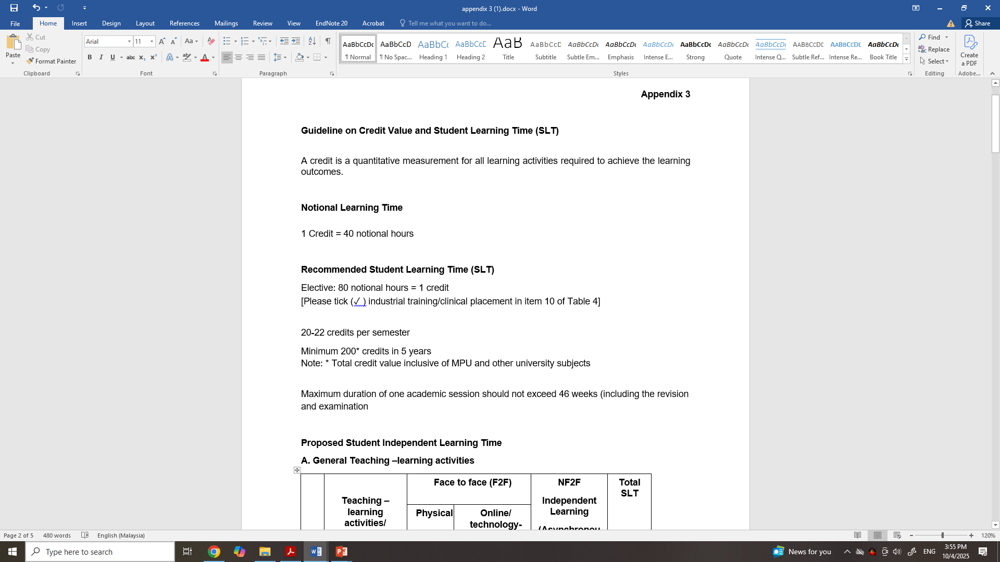 appendix 3 (1).docx - Word
File Home Insert Design Layout References Mailings Review View EndNote 20 Acrobat Tell me what you want to do... Share
Paste
Cut
Copy
Format Painter
Clipboard
Arial 11
Font
Paragraph
AaBbCcDc AaBbCcD AaBbCc AaBbCcD AaB AaBbCcD AaBbCcDc AaBbCcDc AaBbCcDc AaBbCcDc AaBbCcDc AaBbCcDc AABBCCDD AABBCCDD AaBbCcDc
¶ Normal ¶ No Spac... Heading 1 Heading 2 Title Subtitle Subtle Em... Emphasis Intense E... Strong Quote Intense Q... Subtle Ref... Intense Re... Book Title
Styles
Find
Replace
Select
Editing
Create
a PDF
Adobe...
Appendix 3
Guideline on Credit Value and Student Learning Time (SLT)
A credit is a quantitative measurement for all learning activities required to achieve the learning
outcomes.
Notional Learning Time
1 Credit = 40 notional hours
Recommended Student Learning Time (SLT)
Elective: 80 notional hours = 1 credit
[Please tick (✓ ) industrial training/clinical placement in item 10 of Table 4]
20-22 credits per semester
Minimum 200* credits in 5 years
Note: * Total credit value inclusive of MPU and other university subjects
Maximum duration of one academic session should not exceed 46 weeks (including the revision
and examination
Proposed Student Independent Learning Time
A. General Teaching –learning activities
Teaching –
learning
activities/
Face to face (F2F)
Physical
Online/
technology-
NF2F
Independent
Learning
(Asynchronou
Total
SLT
Page 2 of 5 480 words English (Malaysia) 120%
Type here to search
News for you
ENG
3:55 PM
10/4/2025